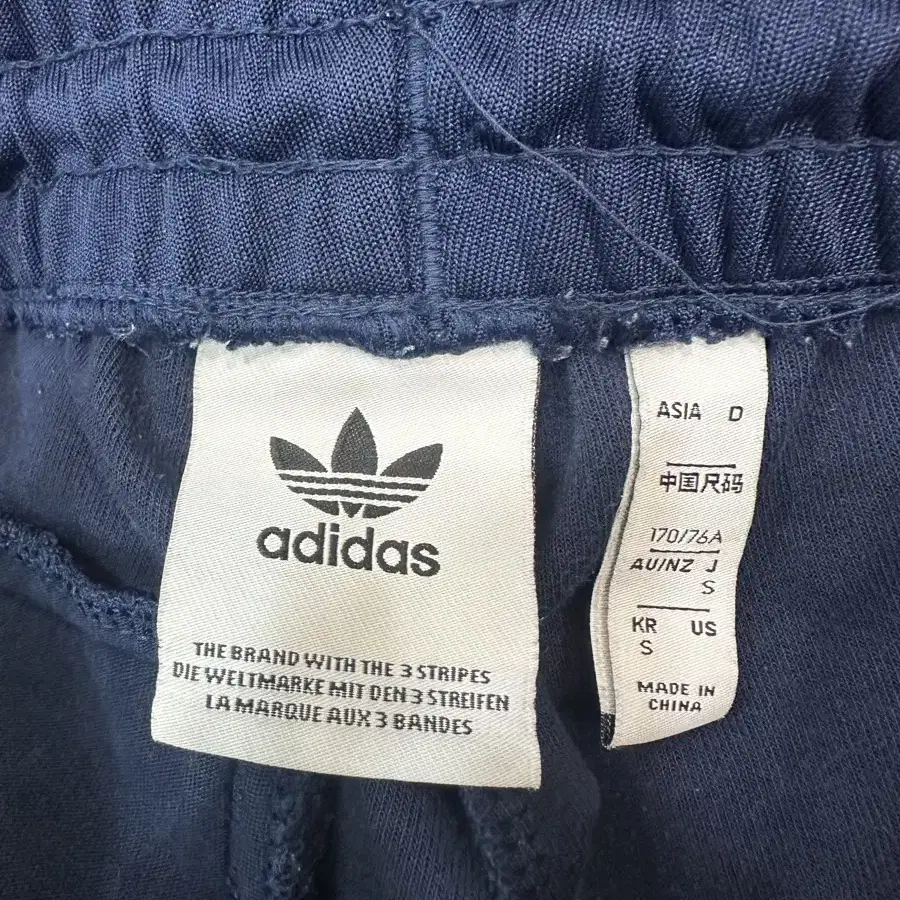 adidas
THE BRAND WITH THE 3 STRIPES
DIE WELTMARKE MIT DEN 3 STREIFEN
LA MARQUE AUX 3 BANDES
ASIA D
中国尺码
170/76A
AU/NZ J
S
KR US
S
MADE IN
CHINA